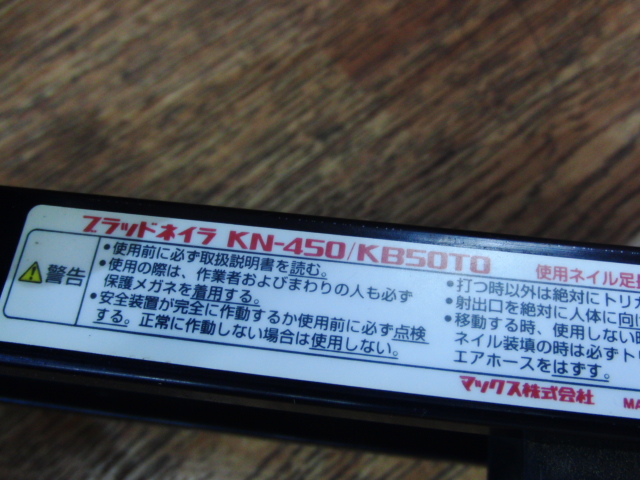 ブラッドネイラ KN-450/KB50T0 使用ネイル足長
警告
•使用前に必ず取扱説明書を読む。
•使用の際は、作業者およびまわりの人も必ず
保護メガネを着用する。
•安全装置が完全に作動するか使用前に必ず点検
する。正常に作動しない場合は使用しない。
•打つ時以外は絶対にトリガ
•射出口を絶対に人体に向け
•移動する時、使用しない時
ネイル装填の時は必ずト
エアホースをはずす。
マックス株式会社 MA